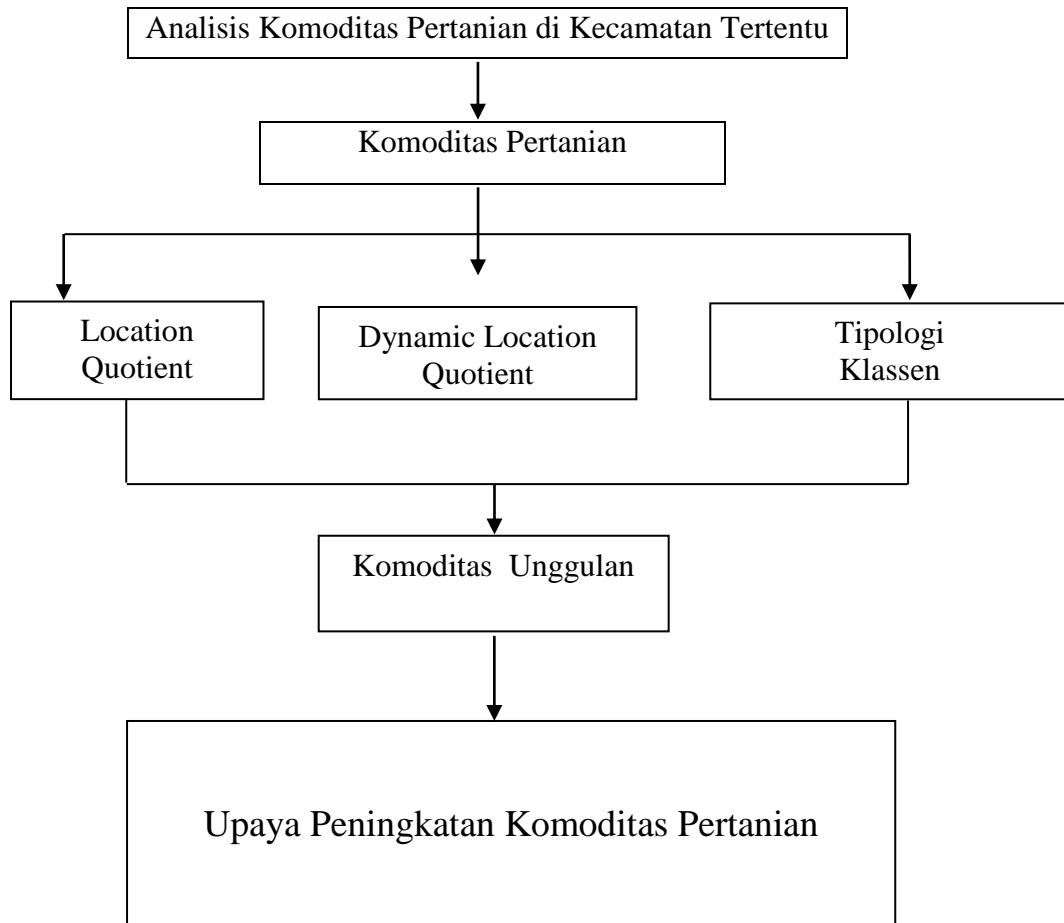 Analisis Komoditas Pertanian di Kecamatan Tertentu
Komoditas Pertanian
Location
Quotient
Dynamic Location
Quotient
Tipologi
Klassen
Komoditas Unggulan
Upaya Peningkatan Komoditas Pertanian